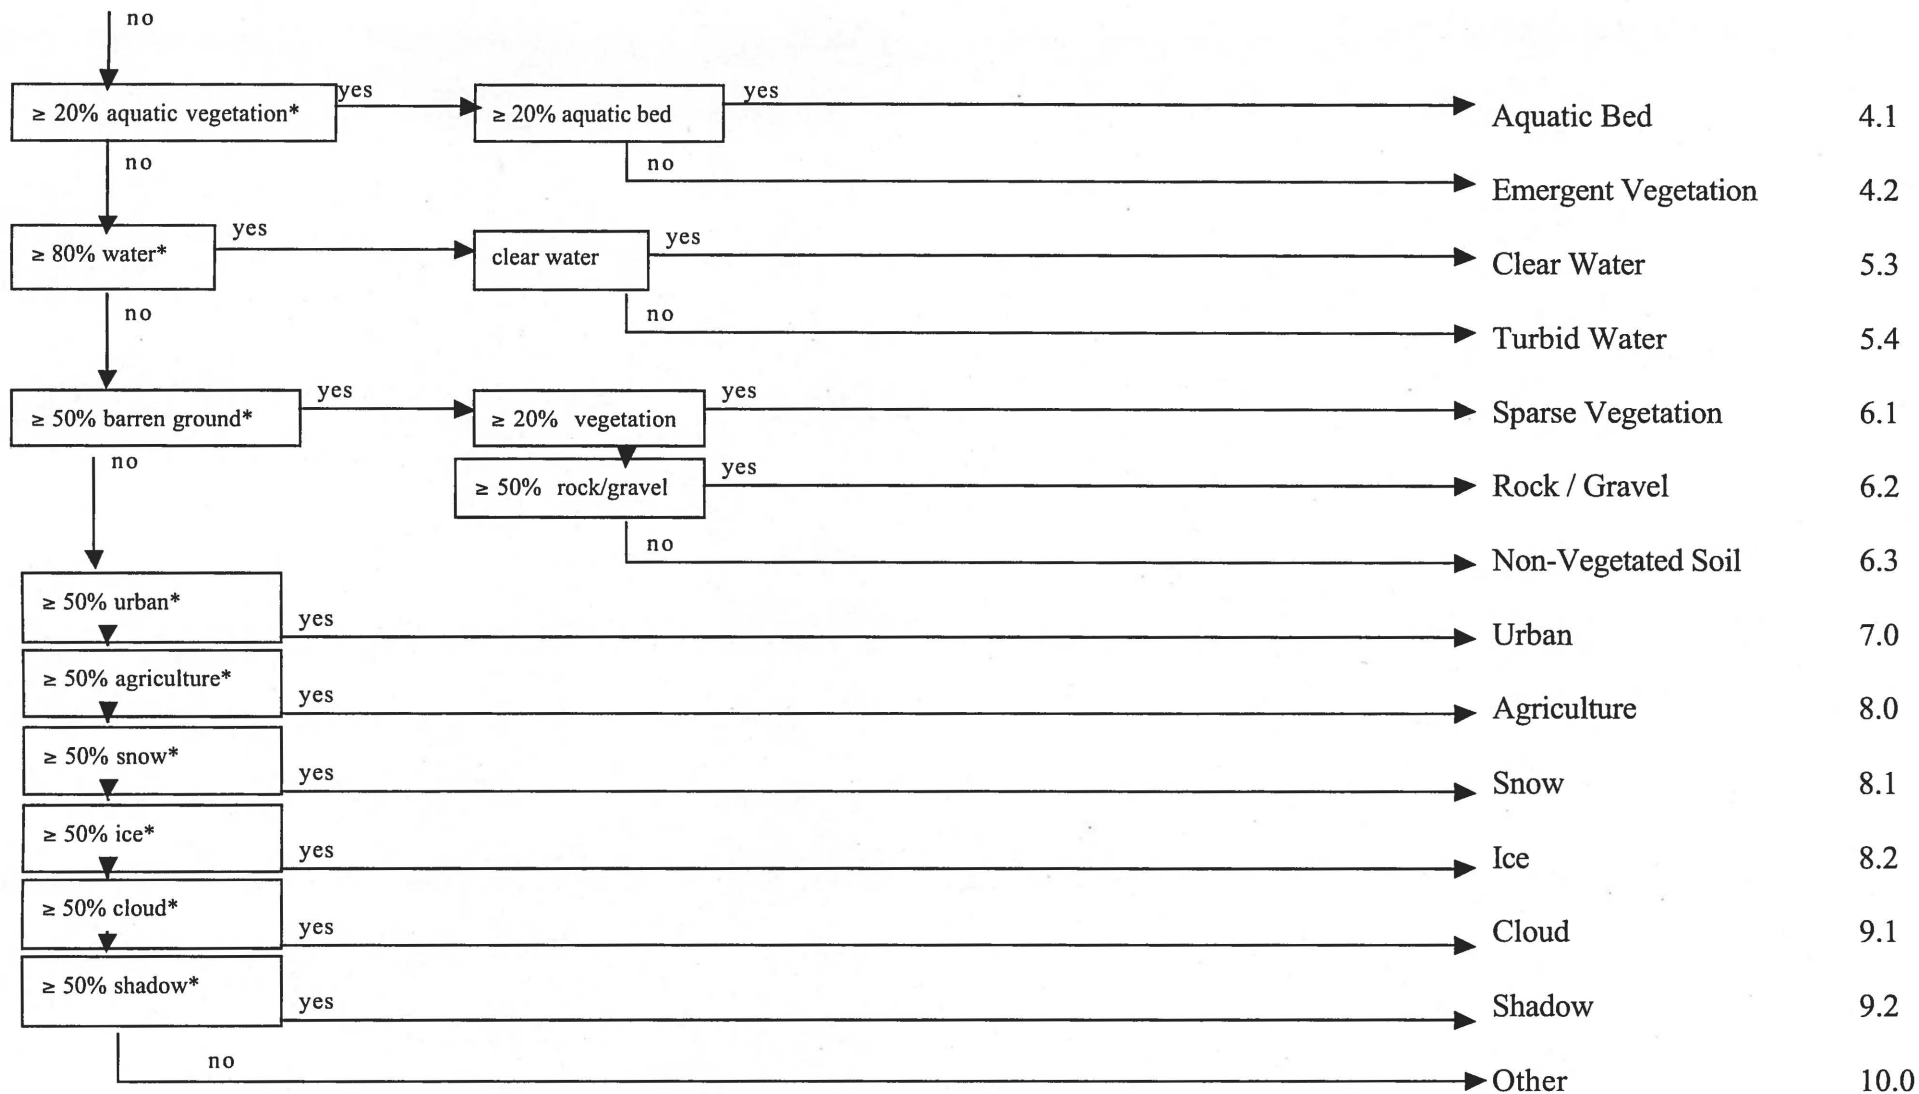 no
≥ 20% aquatic vegetation* yes ≥ 20% aquatic bed yes Aquatic Bed 4.1
no no Emergent Vegetation 4.2
≥ 80% water* yes clear water yes Clear Water 5.3
no no Turbid Water 5.4
≥ 50% barren ground* yes ≥ 20% vegetation yes Sparse Vegetation 6.1
no ≥ 50% rock/gravel yes Rock / Gravel 6.2
no Non-Vegetated Soil 6.3
≥ 50% urban* yes Urban 7.0
≥ 50% agriculture* yes Agriculture 8.0
≥ 50% snow* yes Snow 8.1
≥ 50% ice* yes Ice 8.2
≥ 50% cloud* yes Cloud 9.1
≥ 50% shadow* yes Shadow 9.2
no Other 10.0